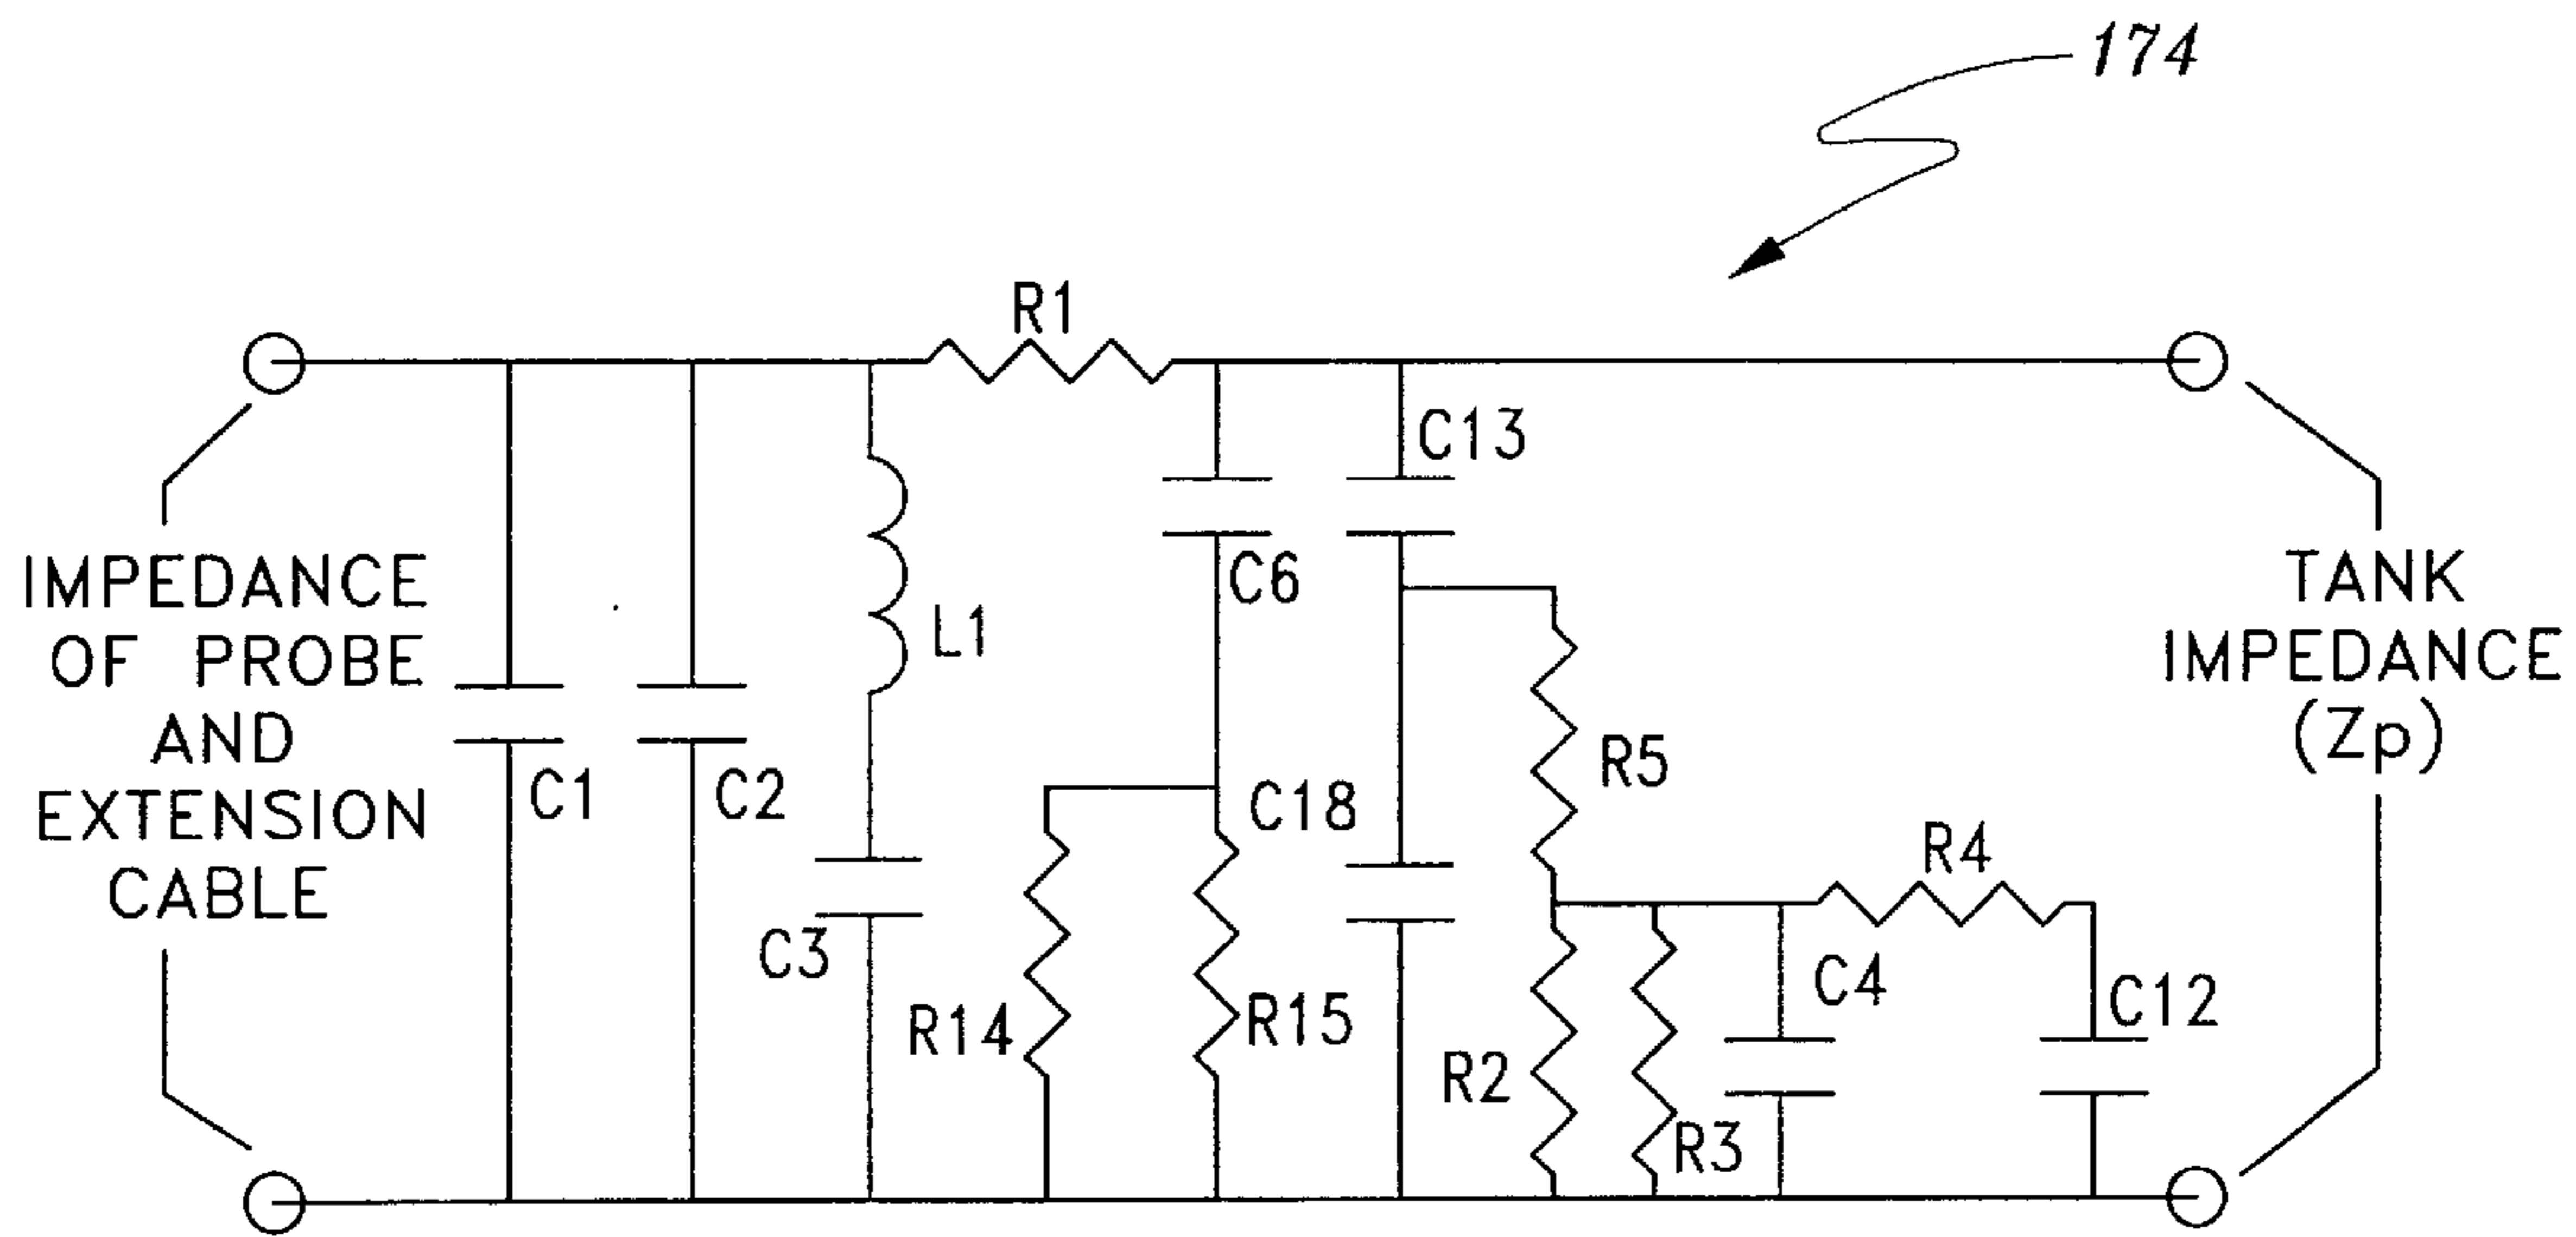 174
R1
C13
C6
L1
IMPEDANCE
OF PROBE
AND
EXTENSION
CABLE
TANK
IMPEDANCE
(Zp)
C1
C2
C18
R5
R4
C3
R14
R15
C4
C12
R2
R3